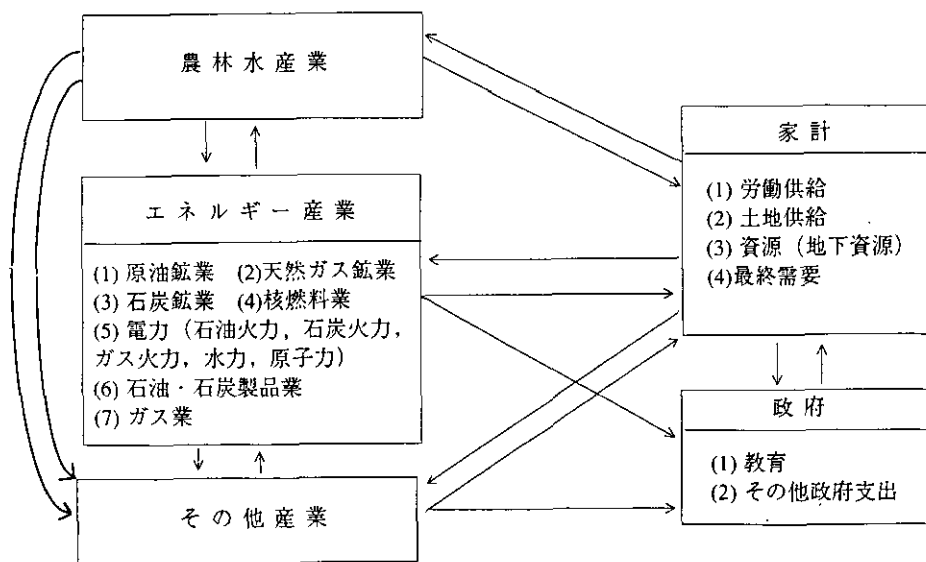 農林水産業
エネルギー産業
(1) 原油鉱業 (2)天然ガス鉱業
(3) 石炭鉱業 (4)核燃料業
(5) 電力（石油火力，石炭火力，
ガス火力，水力，原子力）
(6) 石油・石炭製品業
(7) ガス業
その他産業
家計
(1) 労働供給
(2) 土地供給
(3) 資源（地下資源）
(4)最終需要
政府
(1) 教育
(2) その他政府支出